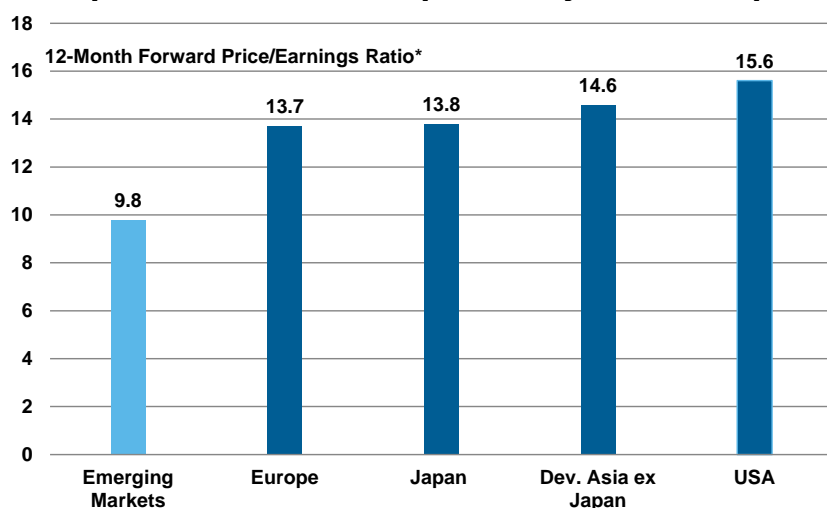 18
12-Month Forward Price/Earnings Ratio*
16
14
12
10
8
6
4
2
0
9.8
13.7
13.8
14.6
15.6
Emerging
Markets
Europe
Japan
Dev. Asia ex
Japan
USA